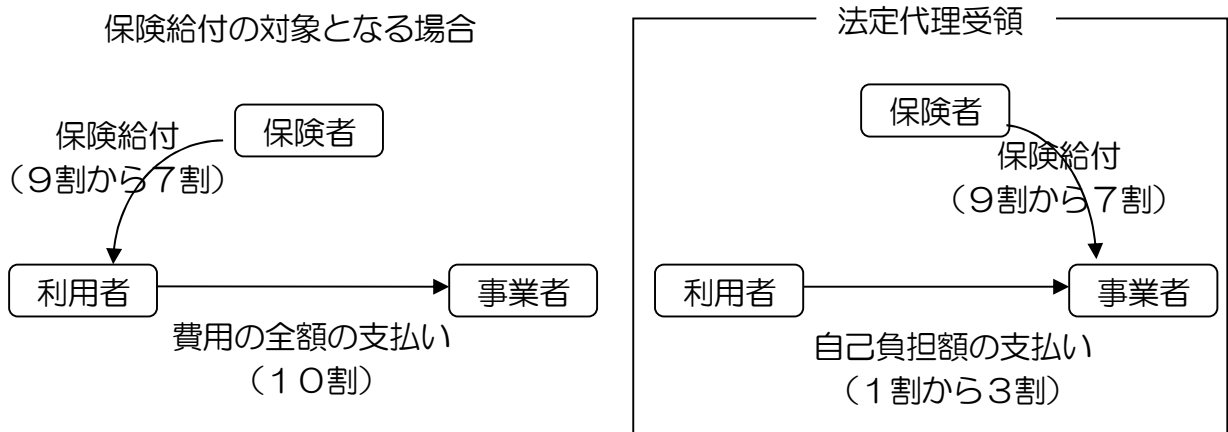 保険給付の対象となる場合
保険者
保険給付
（９割から７割）
利用者
事業者
費用の全額の支払い
（１０割）
法定代理受領
保険者
保険給付
（９割から７割）
利用者
事業者
自己負担額の支払い
（１割から３割）